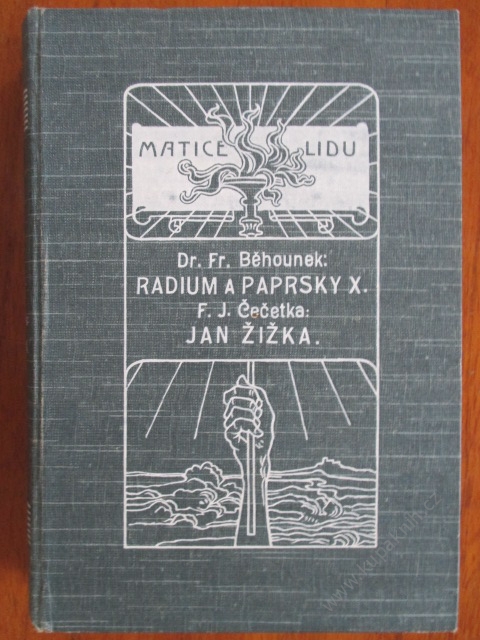 MATICE LIDU
Dr. Fr. Běhounek:
RADIUM A PAPRSKY X.
F. J. Čečetka:
JAN ŽIŽKA.